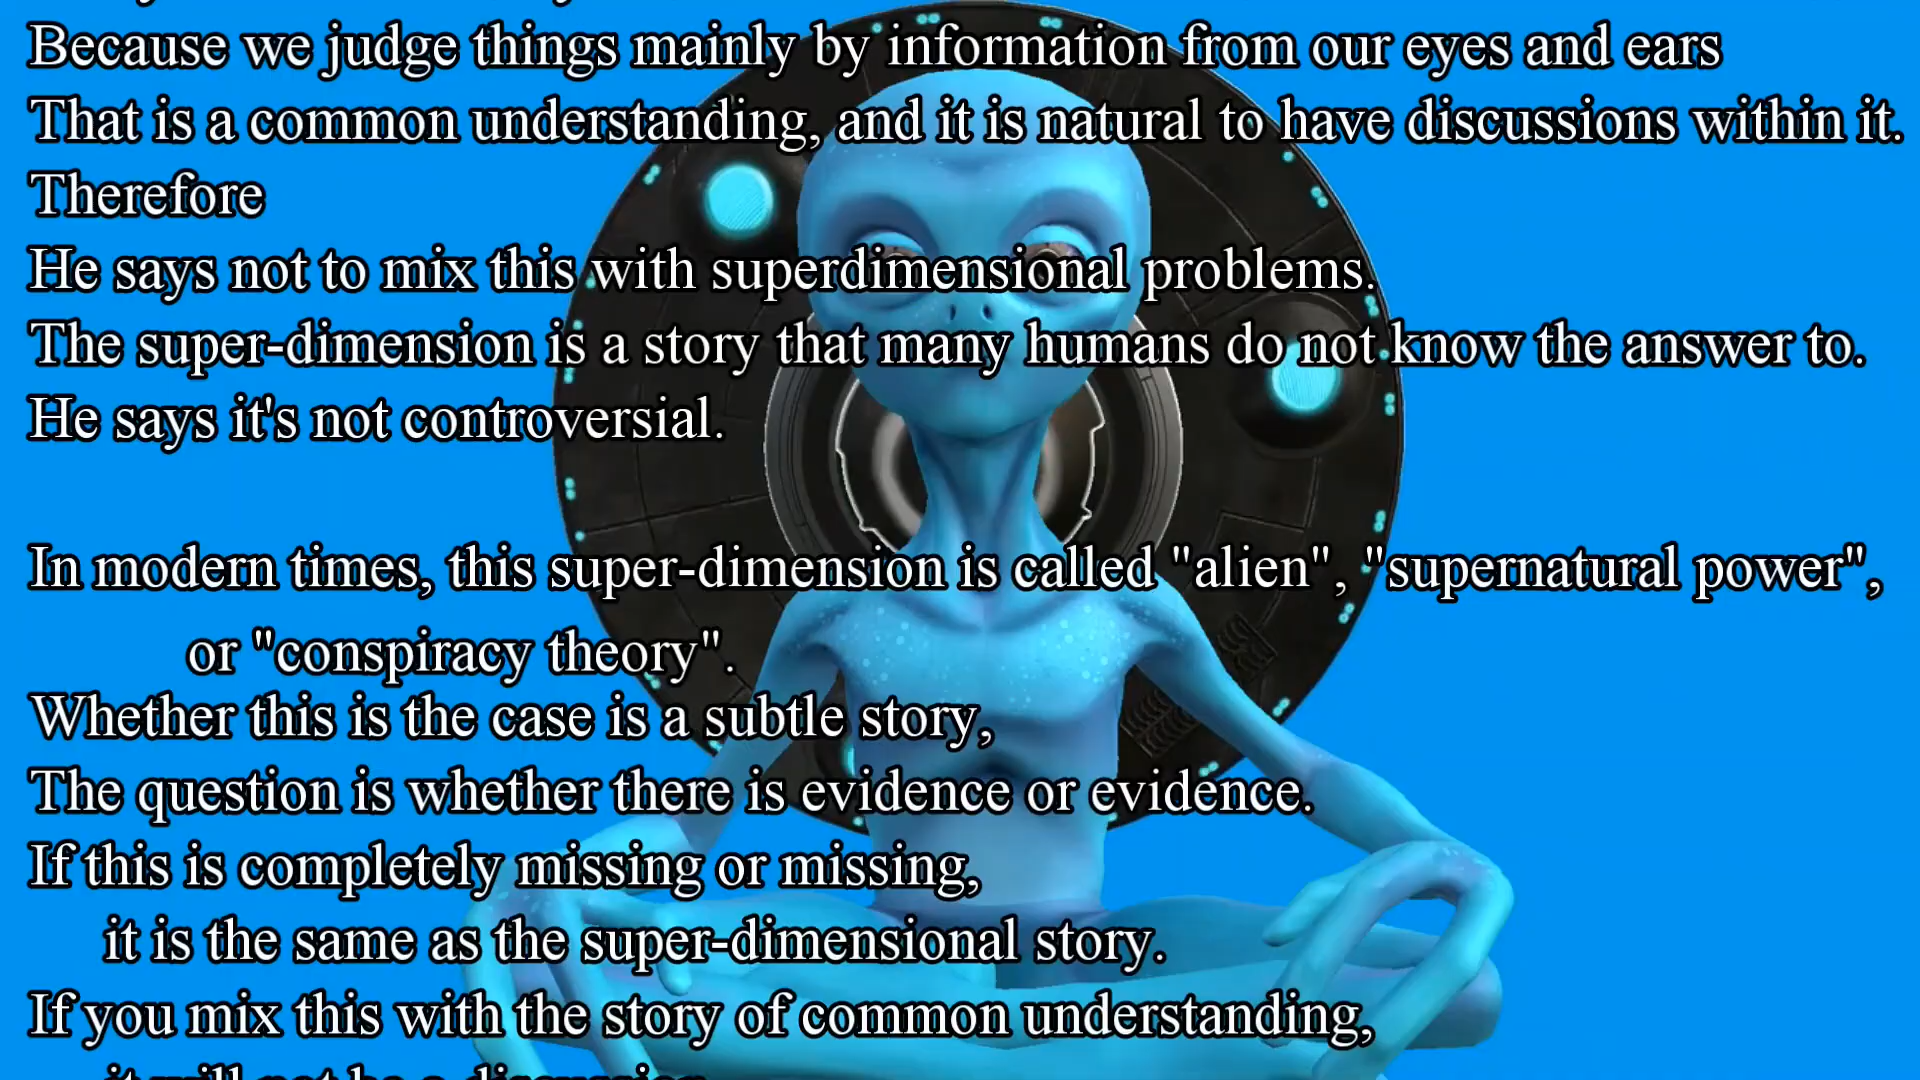 Because we judge things mainly by information from our eyes and ears
That is a common understanding, and it is natural to have discussions within it.
Therefore
He says not to mix this with superdimensional problems.
The super-dimension is a story that many humans do not know the answer to.
He says it's not controversial.
In modern times, this super-dimension is called "alien", "supernatural power",
or "conspiracy theory".
Whether this is the case is a subtle story,
The question is whether there is evidence or evidence.
If this is completely missing or missing,
it is the same as the super-dimensional story.
If you mix this with the story of common understanding,
it will not be a discussion